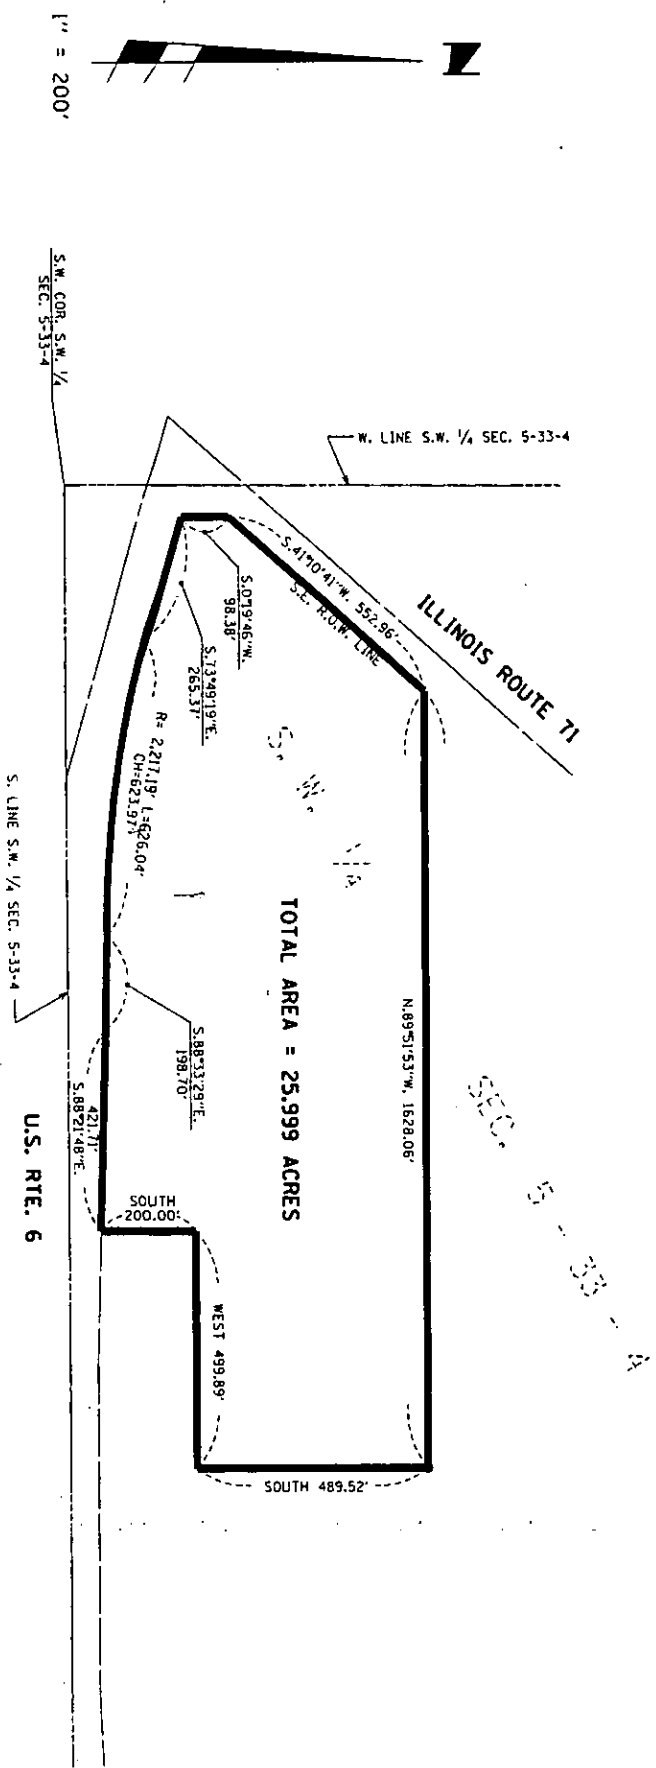 1" = 200'
N
S.W. COR. S.W. 1/4
SEC. 5-33-4
W. LINE S.W. 1/4 SEC. 5-33-4
ILLINOIS ROUTE 71
S.41°10'41"W. 552.96'
S.E. R.O.W. LINE
S.0°19'46"W.
98.38'
S.73°49'19"E.
265.37'
R= 2,217.19' L=626.04'
CH=623.97'
S. W. 1/4
TOTAL AREA = 25.999 ACRES
N.89°51'53"W. 1628.06'
SEC. 5 - 33 - 4
S.88°33'29"E.
198.70'
421.71'
S.88°21'48"E.
SOUTH
200.00'
WEST 499.89'
SOUTH 489.52'
S. LINE S.W. 1/4 SEC. 5-33-4
U.S. RTE. 6